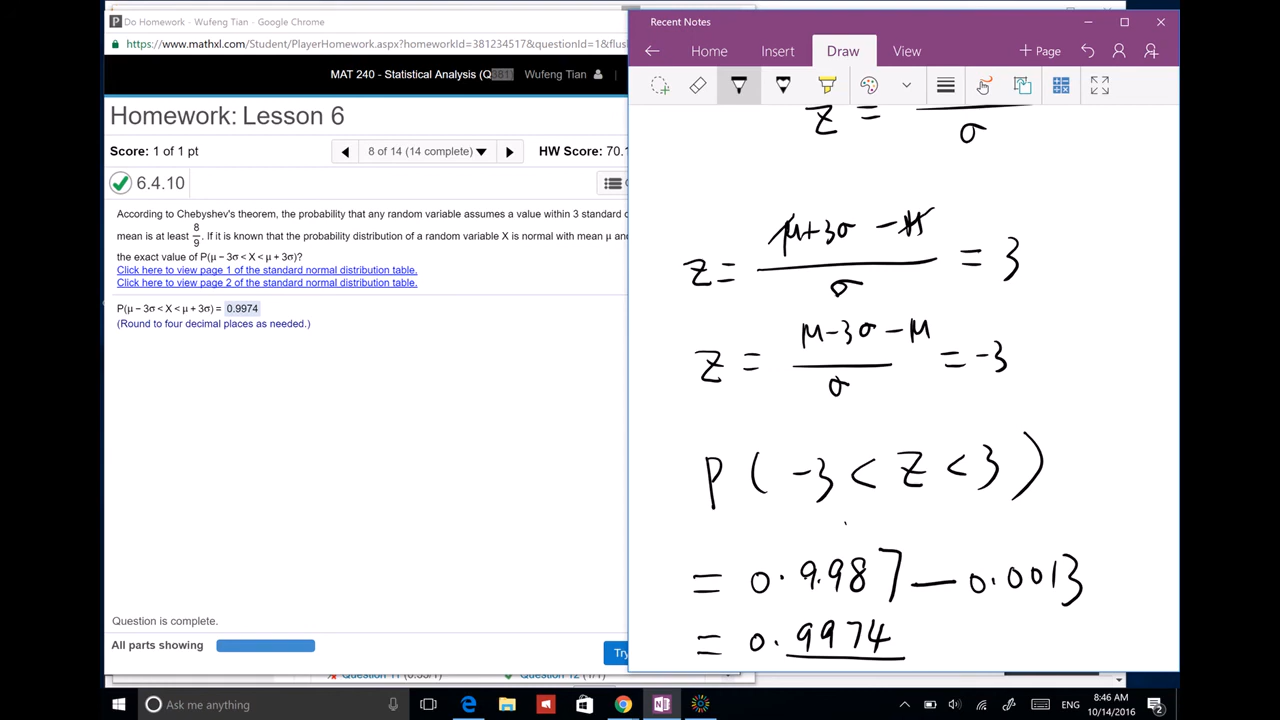 Do Homework - Wufeng Tian - Google Chrome
https://www.mathxl.com/Student/PlayerHomework.aspx?homeworkId=381234517&questionId=1&flus
MAT 240 - Statistical Analysis (Q381) Wufeng Tian
Homework: Lesson 6
Score: 1 of 1 pt
8 of 14 (14 complete)
HW Score: 70.
6.4.10
According to Chebyshev's theorem, the probability that any random variable assumes a value within 3 standard
mean is at least 8/9. If it is known that the probability distribution of a random variable X is normal with mean μ and
the exact value of P(μ − 3σ < X < μ + 3σ)?
Click here to view page 1 of the standard normal distribution table.
Click here to view page 2 of the standard normal distribution table.
P(μ − 3σ < X < μ + 3σ) = 0.9974
(Round to four decimal places as needed.)
Question is complete.
All parts showing
Try
Question 12 (1/1)
Recent Notes
Home Insert Draw View + Page
z = σ
z = μ+3σ − μ / σ = 3
z = μ−3σ − μ / σ = −3
P ( −3 < z < 3 )
= 0.9987 — 0.0013
= 0.9974
Ask me anything
ENG
8:46 AM
10/14/2016
2